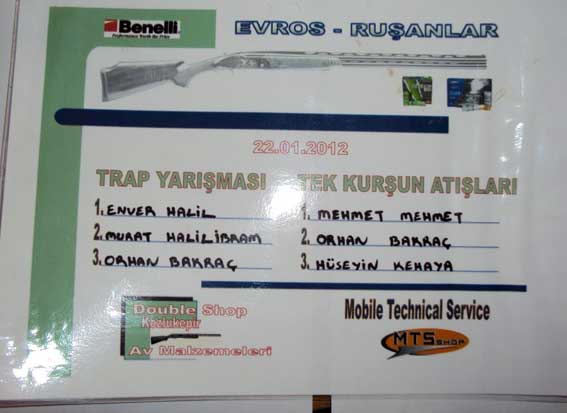 Benelli
EVROS - RUŞANLAR
22.01.2012
TRAP YARIŞMASI
1. ENVER HALİL
2. MURAT HALİLİBRAM
3. ORHAN BAKRAÇ
TEK KURŞUN ATIŞLARI
1. MEHMET MEHMET
2. ORHAN BAKRAÇ
3. HÜSEYİN KEHAYA
Double Shop
Kozlukepir
Av Malzemeleri
Mobile Technical Service
MTS SHOP